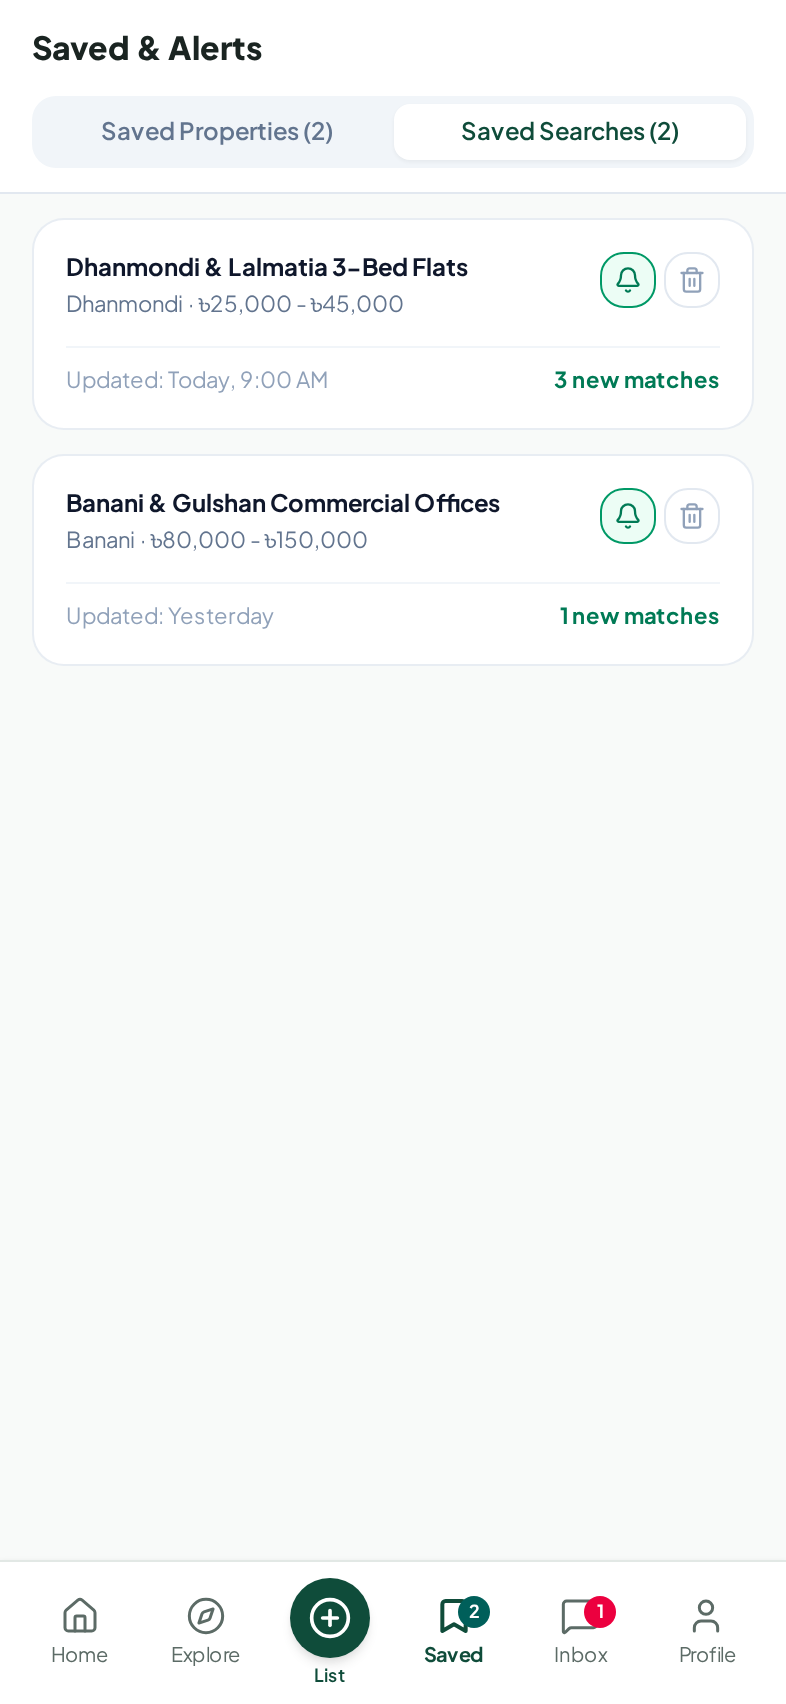 Saved & Alerts
Saved Properties (2)
Saved Searches (2)
Dhanmondi & Lalmatia 3-Bed Flats
Dhanmondi · ৳25,000 - ৳45,000
Updated: Today, 9:00 AM
3 new matches
Banani & Gulshan Commercial Offices
Banani · ৳80,000 - ৳150,000
Updated: Yesterday
1 new matches
2
1
Home
Explore
List
Saved
Inbox
Profile